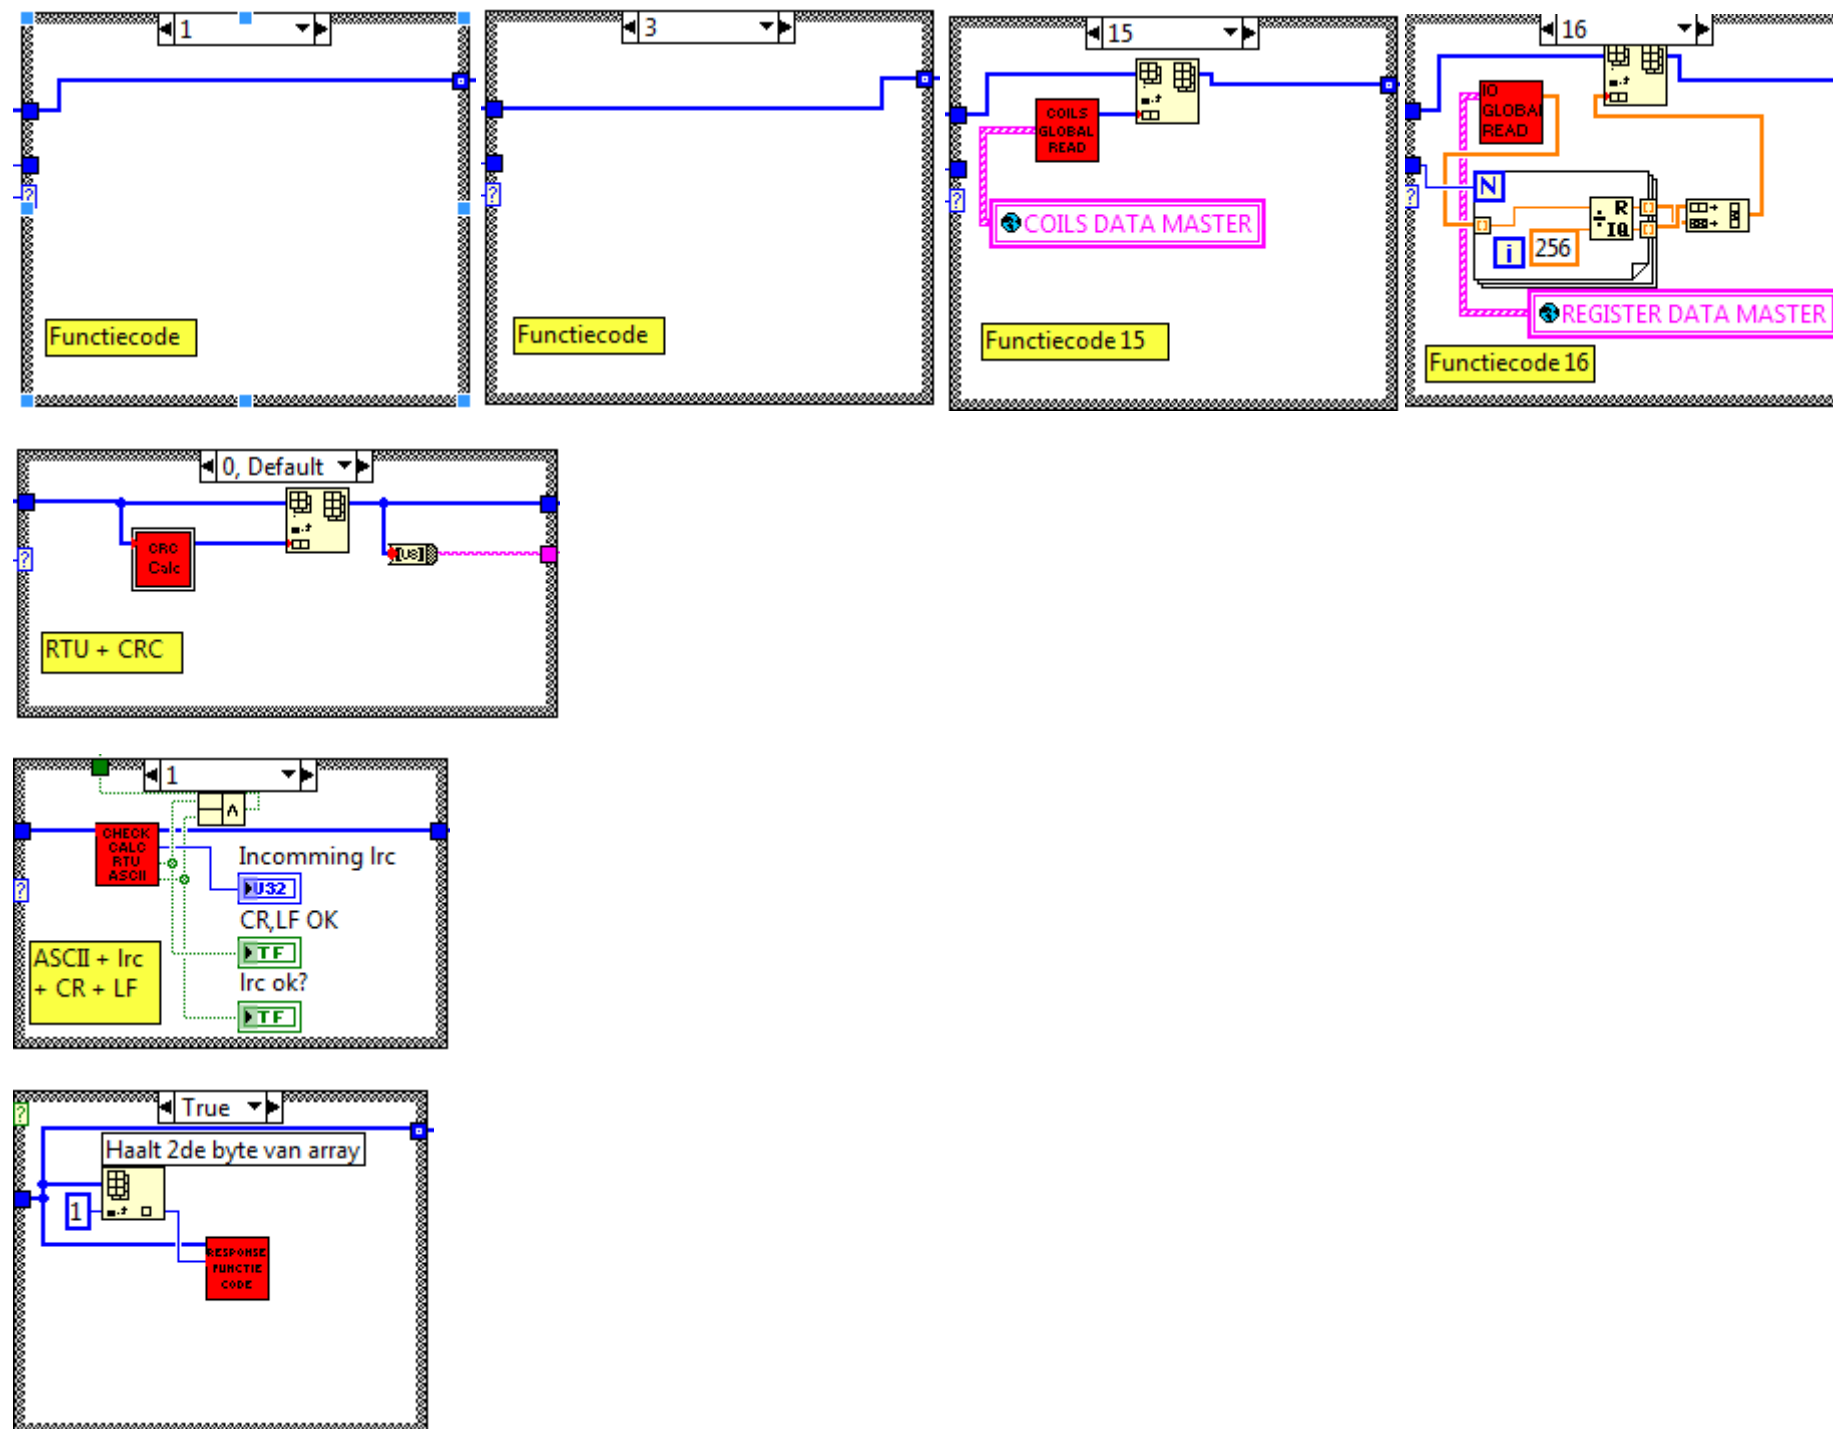 1
3
15
16
COILS
GLOBAL
READ
COILS DATA MASTER
IO
GLOBAL
READ
N
i
256
R
IQ
REGISTER DATA MASTER
Functiecode
Functiecode
Functiecode 15
Functiecode 16
0, Default
CRC
Calc
[U8]
RTU + CRC
1
CHECK
CALC
RTU
ASCII
Incomming lrc
U32
CR,LF OK
TF
lrc ok?
TF
ASCII + lrc
+ CR + LF
True
Haalt 2de byte van array
1
RESPONSE
FUNCTIE
CODE